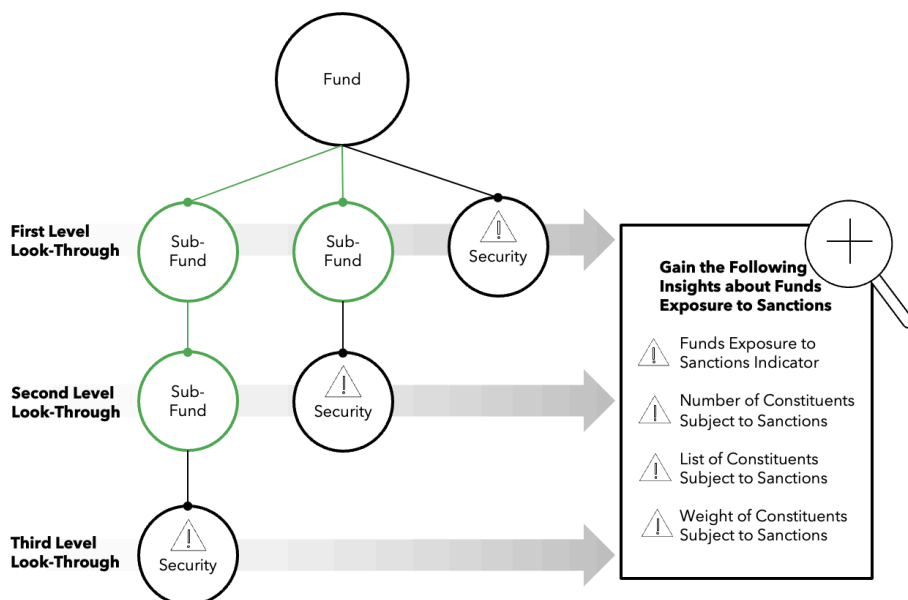 Fund
First Level
Look-Through
Sub-
Fund
Sub-
Fund
Security
Second Level
Look-Through
Sub-
Fund
Security
Third Level
Look-Through
Security
Gain the Following
Insights about Funds
Exposure to Sanctions
Funds Exposure to
Sanctions Indicator
Number of Constituents
Subject to Sanctions
List of Constituents
Subject to Sanctions
Weight of Constituents
Subject to Sanctions